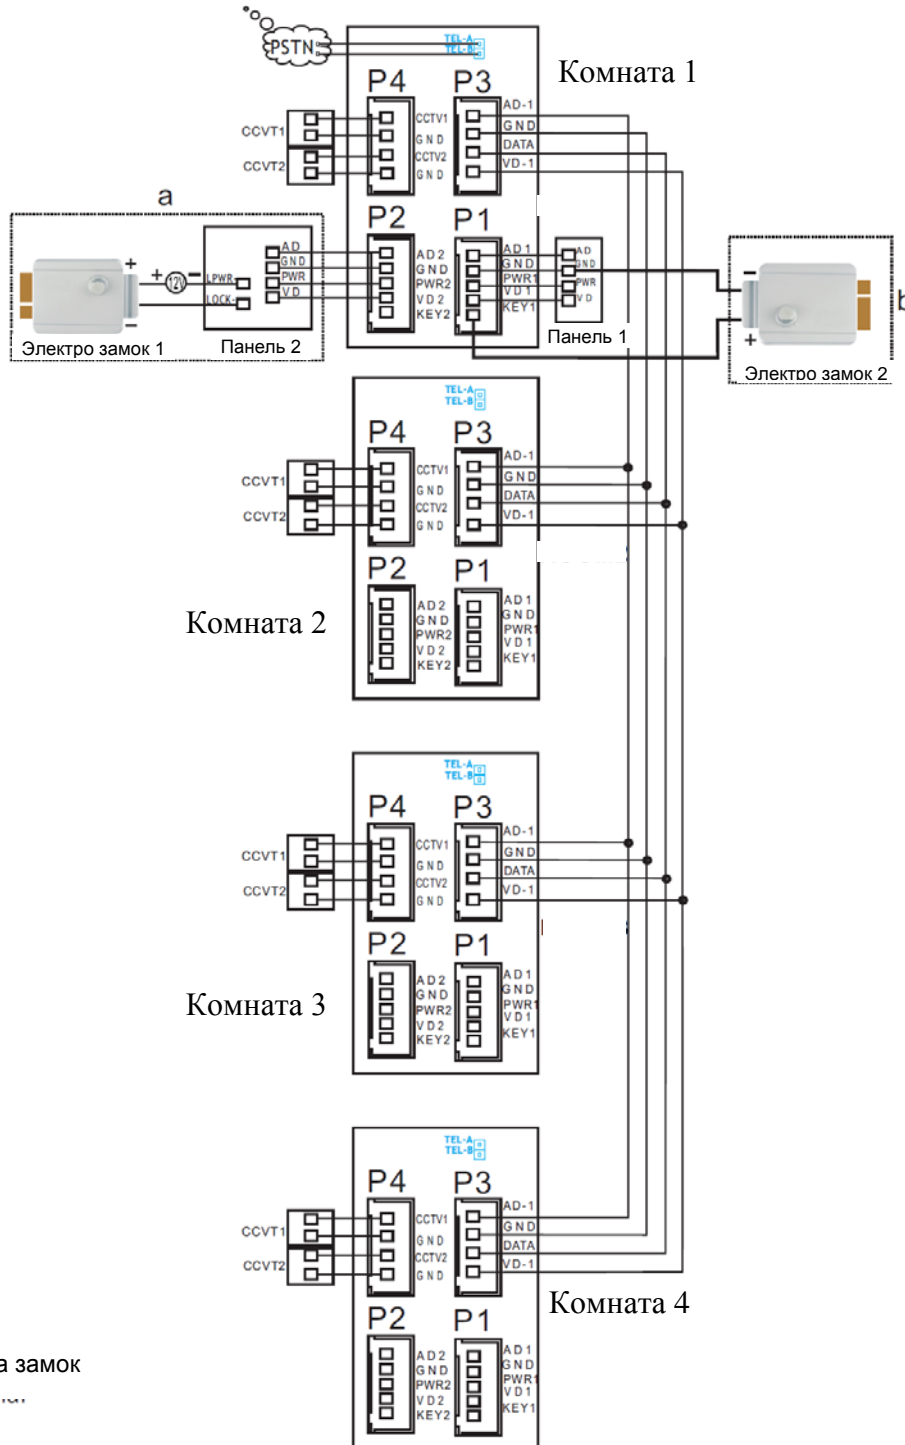 PSTN
TEL-A
TEL-B
Комната 1
P4 P3
CCVT1
CCVT2
CCTV1
GND
CCTV2
GND
AD-1
GND
DATA
VD-1
a
P2 P1
AD
GND
PWR
VD
AD2
GND
PWR2
VD2
KEY2
AD1
GND
PWR1
VD1
KEY1
AD
GND
PWR
VD
+
+ 12V -
-
LPWR
LOCK-
Электро замок 1
Панель 2
Панель 1
-
+
b
Электро замок 2
TEL-A
TEL-B
P4 P3
CCVT1
CCVT2
CCTV1
GND
CCTV2
GND
AD-1
GND
DATA
VD-1
P2 P1
Комната 2
AD2
GND
PWR2
VD2
KEY2
AD1
GND
PWR1
VD1
KEY1
TEL-A
TEL-B
P4 P3
CCVT1
CCVT2
CCTV1
GND
CCTV2
GND
AD-1
GND
DATA
VD-1
P2 P1
Комната 3
AD2
GND
PWR2
VD2
KEY2
AD1
GND
PWR1
VD1
KEY1
TEL-A
TEL-B
P4 P3
CCVT1
CCVT2
CCTV1
GND
CCTV2
GND
AD-1
GND
DATA
VD-1
Комната 4
P2 P1
AD2
GND
PWR2
VD2
KEY2
AD1
GND
PWR1
VD1
KEY1
а замок